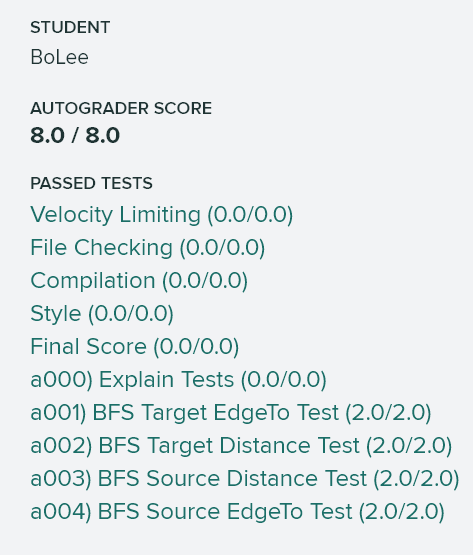 STUDENT
BoLee
AUTOGRADER SCORE
8.0 / 8.0
PASSED TESTS
Velocity Limiting (0.0/0.0)
File Checking (0.0/0.0)
Compilation (0.0/0.0)
Style (0.0/0.0)
Final Score (0.0/0.0)
a000) Explain Tests (0.0/0.0)
a001) BFS Target EdgeTo Test (2.0/2.0)
a002) BFS Target Distance Test (2.0/2.0)
a003) BFS Source Distance Test (2.0/2.0)
a004) BFS Source EdgeTo Test (2.0/2.0)